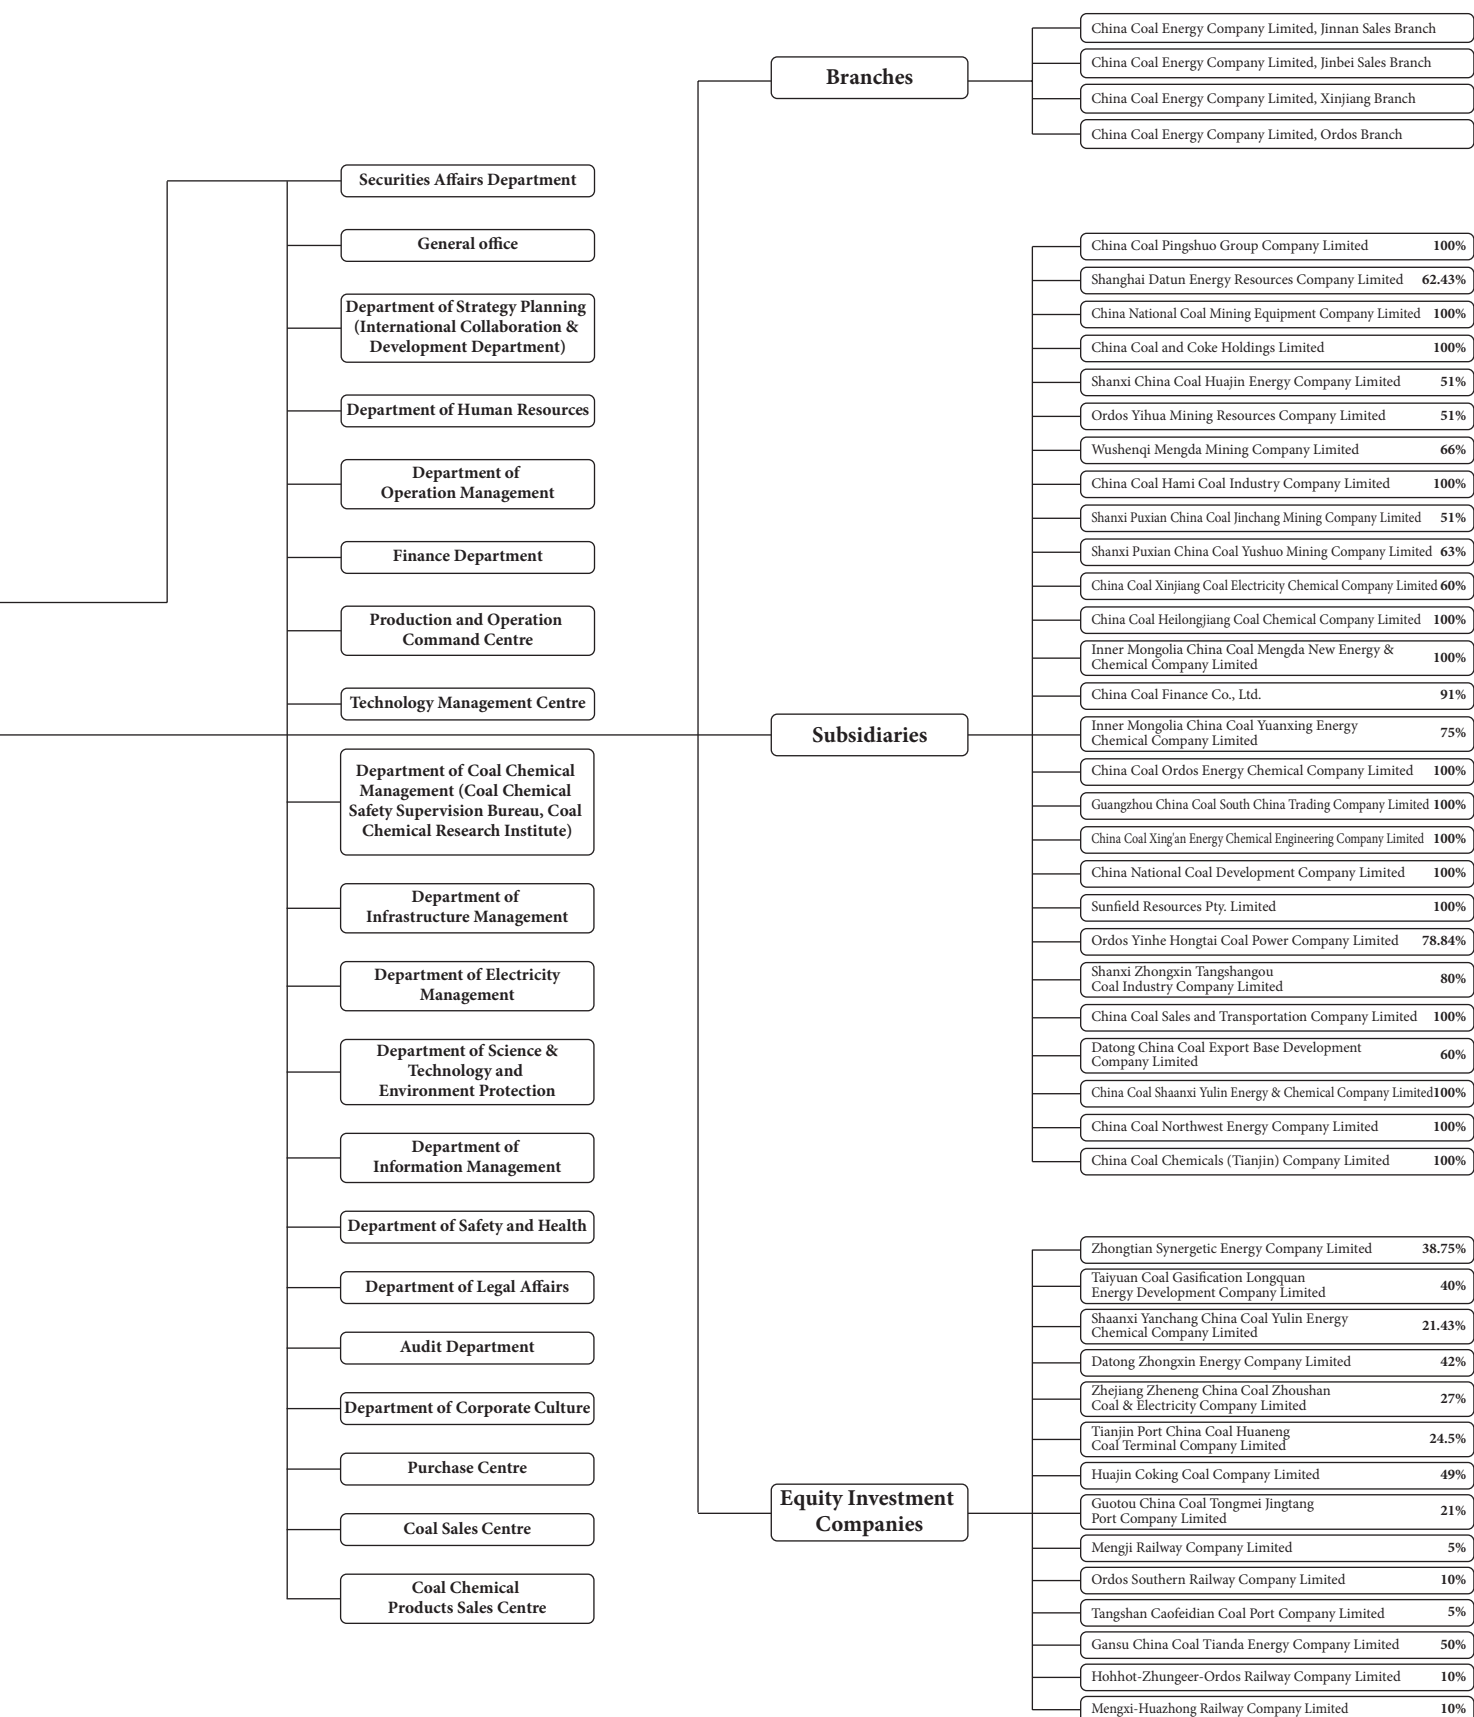 Securities Affairs Department
General office
Department of Strategy Planning
(International Collaboration &
Development Department)
Department of Human Resources
Department of
Operation Management
Finance Department
Production and Operation
Command Centre
Technology Management Centre
Department of Coal Chemical
Management (Coal Chemical
Safety Supervision Bureau, Coal
Chemical Research Institute)
Department of
Infrastructure Management
Department of Electricity
Management
Department of Science &
Technology and
Environment Protection
Department of
Information Management
Department of Safety and Health
Department of Legal Affairs
Audit Department
Department of Corporate Culture
Purchase Centre
Coal Sales Centre
Coal Chemical
Products Sales Centre
Branches
China Coal Energy Company Limited, Jinnan Sales Branch
China Coal Energy Company Limited, Jinbei Sales Branch
China Coal Energy Company Limited, Xinjiang Branch
China Coal Energy Company Limited, Ordos Branch
Subsidiaries
China Coal Pingshuo Group Company Limited 100%
Shanghai Datun Energy Resources Company Limited 62.43%
China National Coal Mining Equipment Company Limited 100%
China Coal and Coke Holdings Limited 100%
Shanxi China Coal Huajin Energy Company Limited 51%
Ordos Yihua Mining Resources Company Limited 51%
Wushenqi Mengda Mining Company Limited 66%
China Coal Hami Coal Industry Company Limited 100%
Shanxi Puxian China Coal Jinchang Mining Company Limited 51%
Shanxi Puxian China Coal Yushuo Mining Company Limited 63%
China Coal Xinjiang Coal Electricity Chemical Company Limited 60%
China Coal Heilongjiang Coal Chemical Company Limited 100%
Inner Mongolia China Coal Mengda New Energy &
Chemical Company Limited 100%
China Coal Finance Co., Ltd. 91%
Inner Mongolia China Coal Yuanxing Energy
Chemical Company Limited 75%
China Coal Ordos Energy Chemical Company Limited 100%
Guangzhou China Coal South China Trading Company Limited 100%
China Coal Xing'an Energy Chemical Engineering Company Limited 100%
China National Coal Development Company Limited 100%
Sunfield Resources Pty. Limited 100%
Ordos Yinhe Hongtai Coal Power Company Limited 78.84%
Shanxi Zhongxin Tangshangou
Coal Industry Company Limited 80%
China Coal Sales and Transportation Company Limited 100%
Datong China Coal Export Base Development
Company Limited 60%
China Coal Shaanxi Yulin Energy & Chemical Company Limited 100%
China Coal Northwest Energy Company Limited 100%
China Coal Chemicals (Tianjin) Company Limited 100%
Equity Investment
Companies
Zhongtian Synergetic Energy Company Limited 38.75%
Taiyuan Coal Gasification Longquan
Energy Development Company Limited 40%
Shaanxi Yanchang China Coal Yulin Energy
Chemical Company Limited 21.43%
Datong Zhongxin Energy Company Limited 42%
Zhejiang Zheneng China Coal Zhoushan
Coal & Electricity Company Limited 27%
Tianjin Port China Coal Huaneng
Coal Terminal Company Limited 24.5%
Huajin Coking Coal Company Limited 49%
Guotou China Coal Tongmei Jingtang
Port Company Limited 21%
Mengji Railway Company Limited 5%
Ordos Southern Railway Company Limited 10%
Tangshan Caofeidian Coal Port Company Limited 5%
Gansu China Coal Tianda Energy Company Limited 50%
Hohhot-Zhungeer-Ordos Railway Company Limited 10%
Mengxi-Huazhong Railway Company Limited 10%